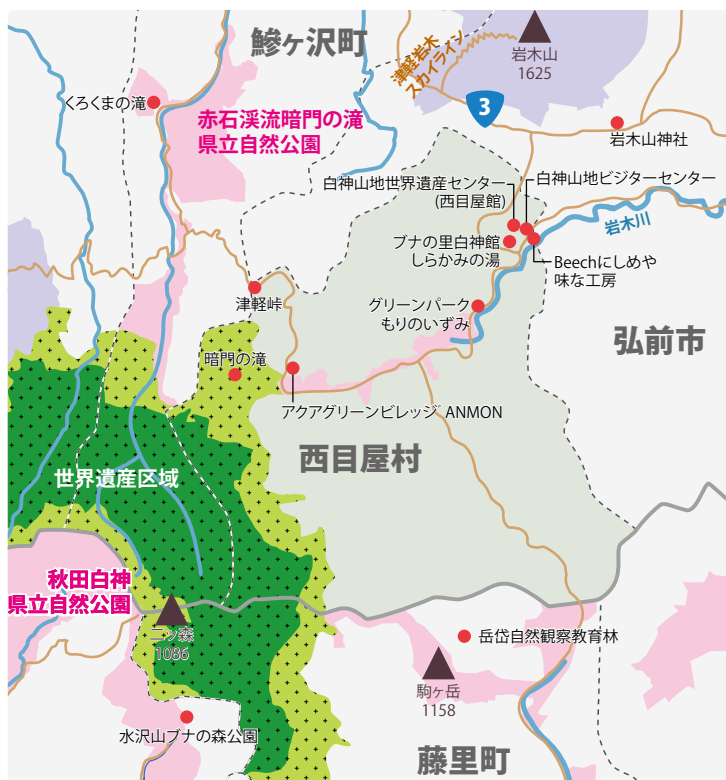 鰺ヶ沢町
津軽岩木
スカイライン
岩木山
1625
くろくまの滝
赤石渓流暗門の滝
県立自然公園
3
岩木山神社
白神山地世界遺産センター
(西目屋館)
白神山地ビジターセンター
岩木川
ブナの里白神館
しらかみの湯
Beechにしめや
味な工房
津軽峠
グリーンパーク
もりのいずみ
弘前市
暗門の滝
アクアグリーンビレッジ ANMON
西目屋村
世界遺産区域
秋田白神
県立自然公園
二ッ森
1086
岳岱自然観察教育林
駒ヶ岳
1158
水沢山ブナの森公園
藤里町